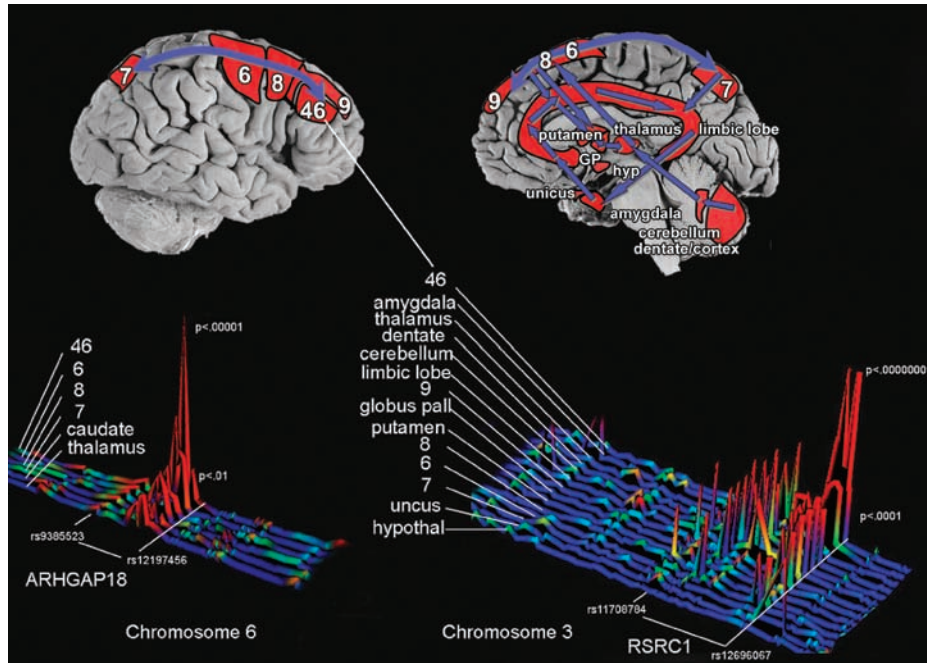 7
6
8
46
9
9
8
6
7
putamen
thalamus
limbic lobe
GP
hyp
unicus
amygdala
cerebellum
dentate/cortex
46
amygdala
thalamus
dentate
cerebellum
limbic lobe
9
globus pall
putamen
8
6
7
uncus
hypothal
p<.00001
46
6
8
7
caudate
thalamus
p<.01
rs9385523
rs12197456
ARHGAP18
Chromosome 6
p<.0000000
p<.0001
rs11708784
RSRC1
rs12696067
Chromosome 3